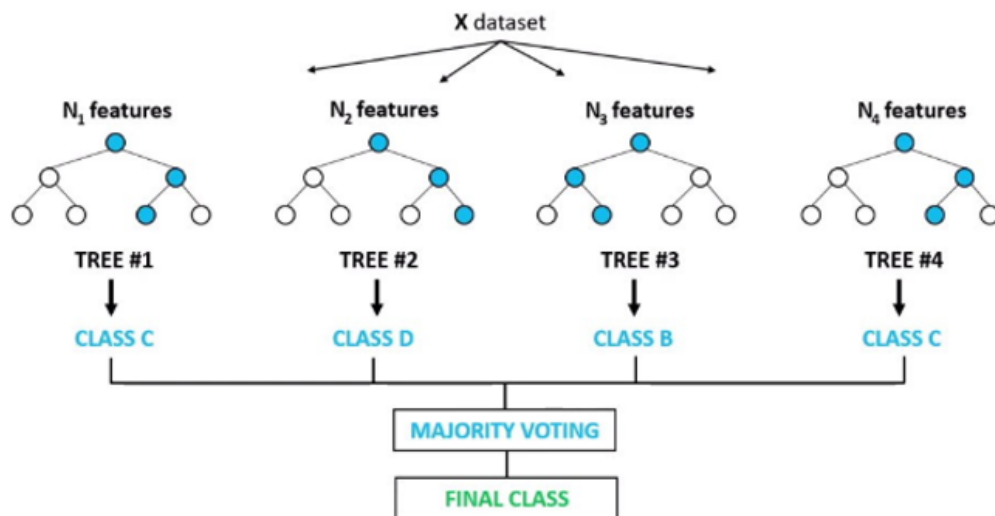 X dataset
N₁ features
N₂ features
N₃ features
N₄ features
TREE #1
TREE #2
TREE #3
TREE #4
CLASS C
CLASS D
CLASS B
CLASS C
MAJORITY VOTING
FINAL CLASS